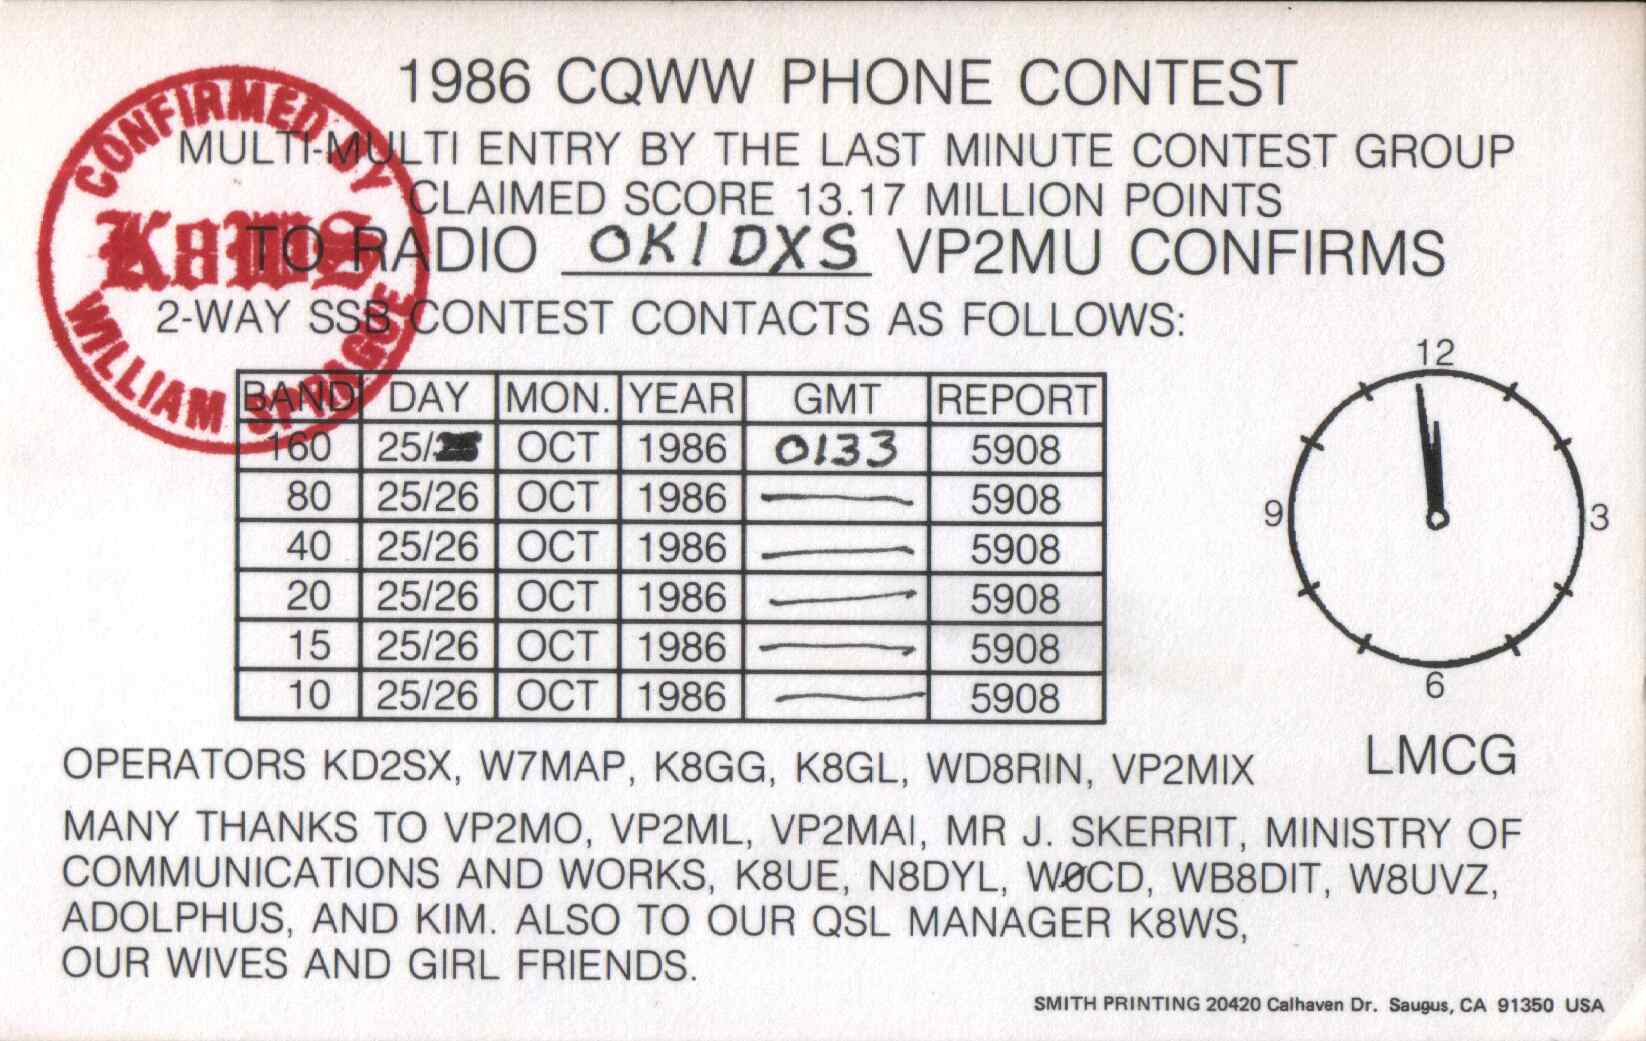 1986 CQWW PHONE CONTEST
MULTI-MULTI ENTRY BY THE LAST MINUTE CONTEST GROUP
CLAIMED SCORE 13.17 MILLION POINTS
TO RADIO OK1DXS VP2MU CONFIRMS
2-WAY SSB CONTEST CONTACTS AS FOLLOWS:
CONFIRMED BY
K8WS
WILLIAM SPRAGUE
BAND DAY MON. YEAR GMT REPORT
160 25/ OCT 1986 0133 5908
80 25/26 OCT 1986 5908
40 25/26 OCT 1986 5908
20 25/26 OCT 1986 5908
15 25/26 OCT 1986 5908
10 25/26 OCT 1986 5908
12
9 3
6
LMCG
OPERATORS KD2SX, W7MAP, K8GG, K8GL, WD8RIN, VP2MIX
MANY THANKS TO VP2MO, VP2ML, VP2MAI, MR J. SKERRIT, MINISTRY OF
COMMUNICATIONS AND WORKS, K8UE, N8DYL, WØCD, WB8DIT, W8UVZ,
ADOLPHUS, AND KIM. ALSO TO OUR QSL MANAGER K8WS,
OUR WIVES AND GIRL FRIENDS.
SMITH PRINTING 20420 Calhaven Dr. Saugus, CA 91350 USA